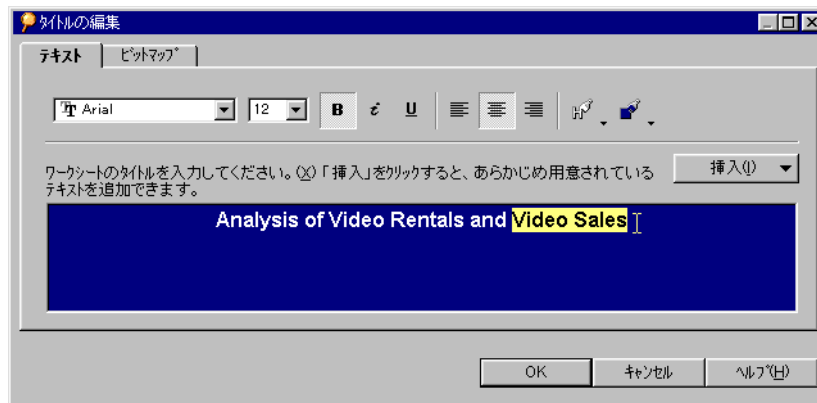 ﾀｲﾄﾙの編集
テキスト ﾋﾞｯﾄﾏｯﾌﾟ
Arial 12 B i U
ワークシートのﾀｲﾄﾙを入力してください。(X)「挿入」をｸﾘｯｸすると、あらかじめ用意されている
ﾃｷｽﾄを追加できます。
挿入(I)
Analysis of Video Rentals and Video Sales
OK ｷｬﾝｾﾙ ﾍﾙﾌﾟ(H)